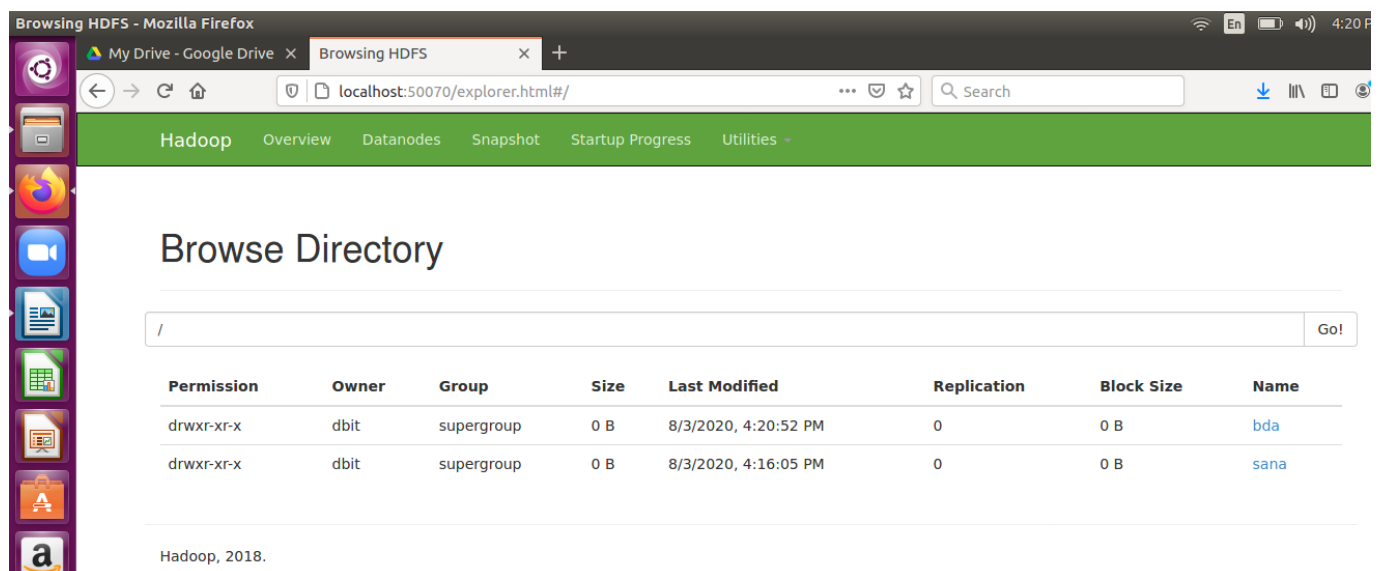 Browsing HDFS - Mozilla Firefox En 4:20 P
My Drive - Google Drive Browsing HDFS
localhost:50070/explorer.html#/ Search
Hadoop Overview Datanodes Snapshot Startup Progress Utilities
Browse Directory
/ Go!
Permission Owner Group Size Last Modified Replication Block Size Name
drwxr-xr-x dbit supergroup 0 B 8/3/2020, 4:20:52 PM 0 0 B bda
drwxr-xr-x dbit supergroup 0 B 8/3/2020, 4:16:05 PM 0 0 B sana
Hadoop, 2018.
A
a